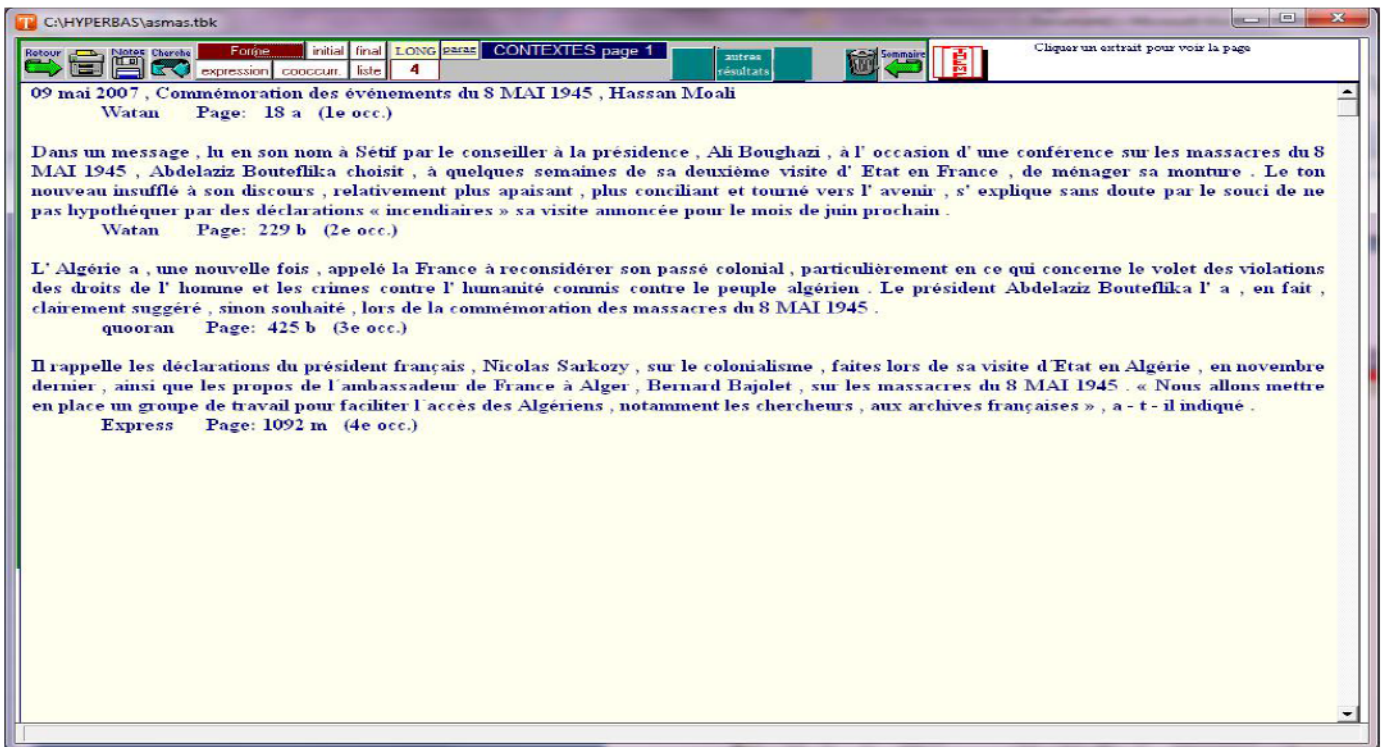 C:\HYPERBAS\asmas.tbk
Retour Notes Cherche Forme initial final LONG paras CONTEXTES page 1 autres Sommaire Cliquer un extrait pour voir la page
expression cooccurr. liste 4 résultats
09 mai 2007 , Commémoration des événements du 8 MAI 1945 , Hassan Moali
Watan Page: 18 a (1e occ.)
Dans un message , lu en son nom à Sétif par le conseiller à la présidence , Ali Boughazi , à l' occasion d' une conférence sur les massacres du 8
MAI 1945 , Abdelaziz Bouteflika choisit , à quelques semaines de sa deuxième visite d' Etat en France , de ménager sa monture . Le ton
nouveau insufflé à son discours , relativement plus apaisant , plus conciliant et tourné vers l' avenir , s' explique sans doute par le souci de ne
pas hypothéquer par des déclarations « incendiaires » sa visite annoncée pour le mois de juin prochain .
Watan Page: 229 b (2e occ.)
L' Algérie a , une nouvelle fois , appelé la France à reconsidérer son passé colonial , particulièrement en ce qui concerne le volet des violations
des droits de l' homme et les crimes contre l' humanité commis contre le peuple algérien . Le président Abdelaziz Bouteflika l' a , en fait ,
clairement suggéré , sinon souhaité , lors de la commémoration des massacres du 8 MAI 1945 .
quooran Page: 425 b (3e occ.)
Il rappelle les déclarations du président français , Nicolas Sarkozy , sur le colonialisme , faites lors de sa visite d'Etat en Algérie , en novembre
dernier , ainsi que les propos de l'ambassadeur de France à Alger , Bernard Bajolet , sur les massacres du 8 MAI 1945 . « Nous allons mettre
en place un groupe de travail pour faciliter l'accès des Algériens , notamment les chercheurs , aux archives françaises » , a - t - il indiqué .
Express Page: 1092 m (4e occ.)